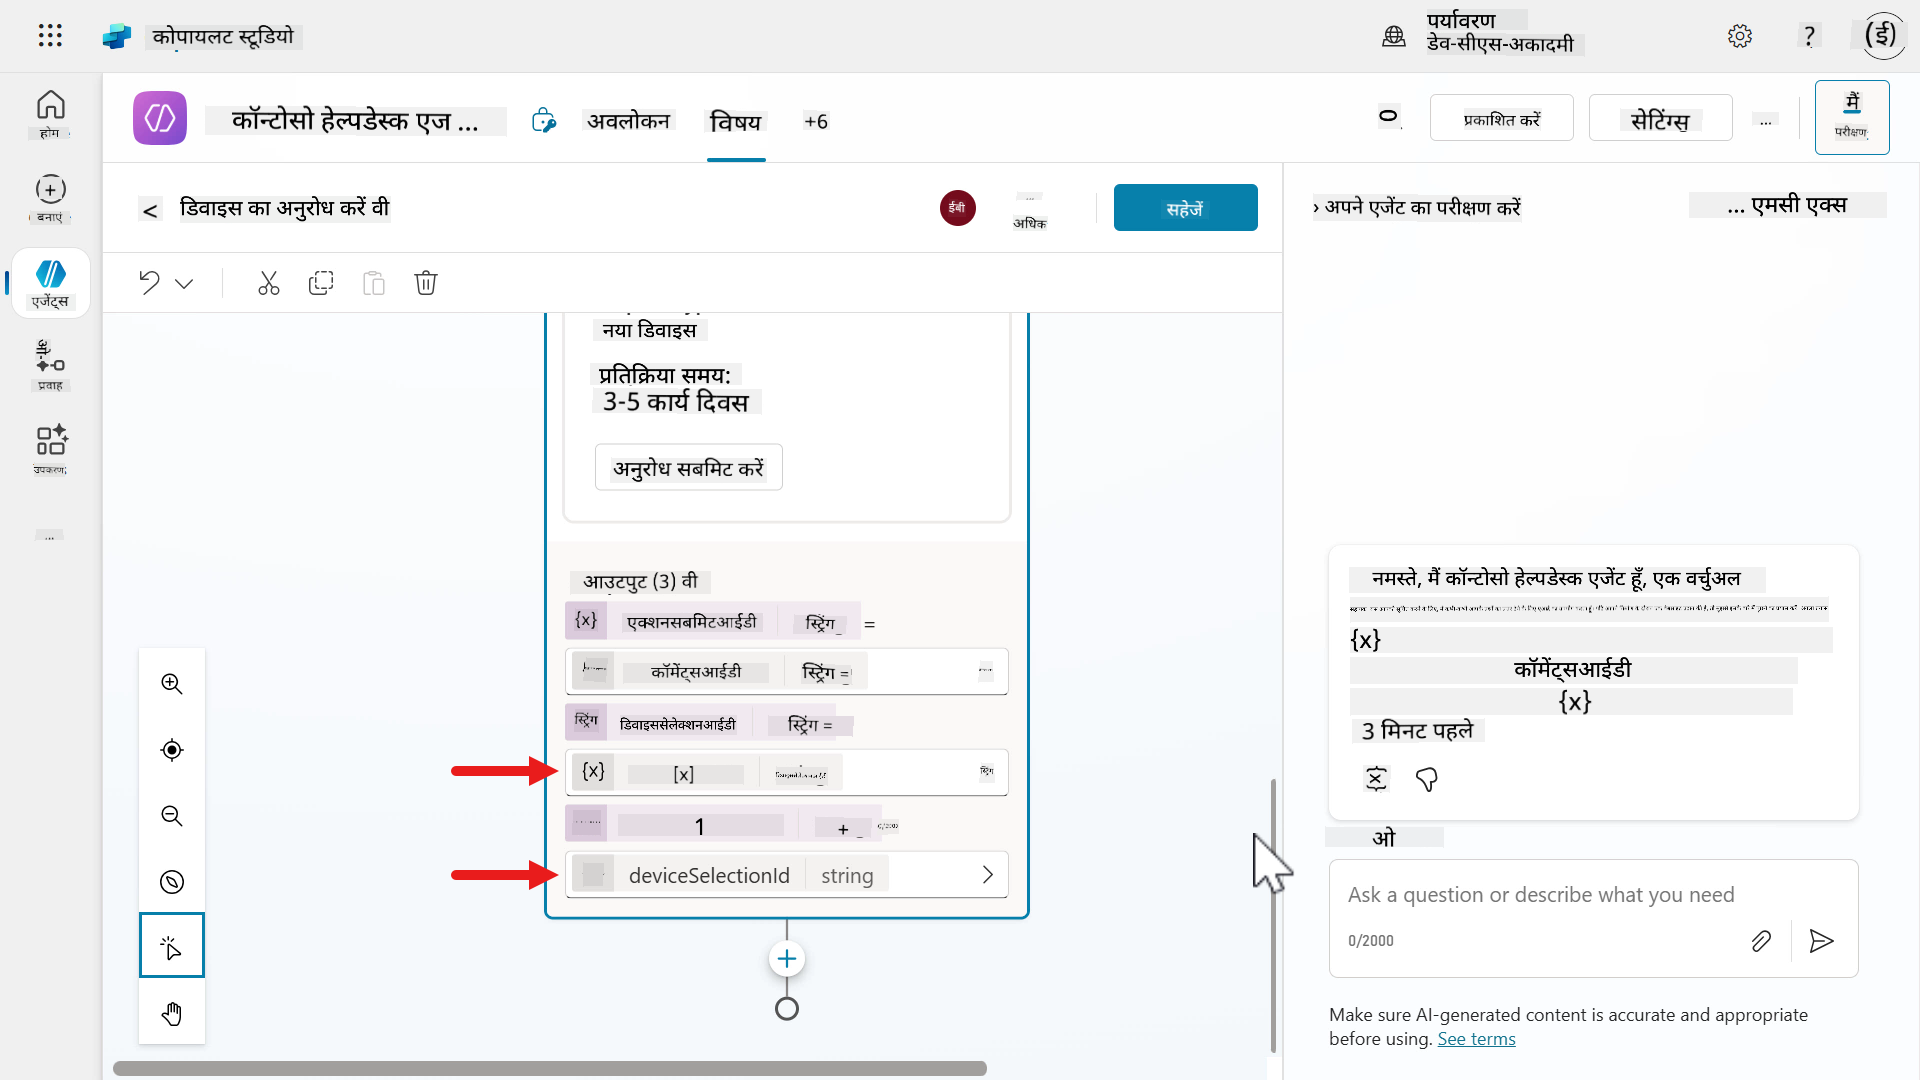 कोपायलट स्टूडियो
पर्यावरण
डेव-सीएस-अकादमी
?
(ई)
होम
बनाएं
एजेंट्स
प्रवाह
उपकरण;
...
कॉन्टोसो हेल्पडेस्क एज ...
अवलोकन
विषय
+6
प्रकाशित करें
सेटिंग्स
...
मैं
परीक्षण
< डिवाइस का अनुरोध करें वी
ईबी
अधिक
सहेजें
नया डिवाइस
प्रतिक्रिया समय:
3-5 कार्य दिवस
अनुरोध सबमिट करें
आउटपुट (3) वी
{x} एक्शनसबमिटआईडी स्ट्रिंग =
कॉमेंट्सआईडी स्ट्रिंग =
स्ट्रिंग डिवाइससेलेक्शनआईडी स्ट्रिंग =
{x} [x] स्ट्रिंग
1 + 0/2000
deviceSelectionId string
› अपने एजेंट का परीक्षण करें
... एमसी एक्स
नमस्ते, मैं कॉन्टोसो हेल्पडेस्क एजेंट हूँ, एक वर्चुअल
{x}
कॉमेंट्सआईडी
{x}
3 मिनट पहले
ओ
Ask a question or describe what you need
0/2000
Make sure AI-generated content is accurate and appropriate
before using. See terms